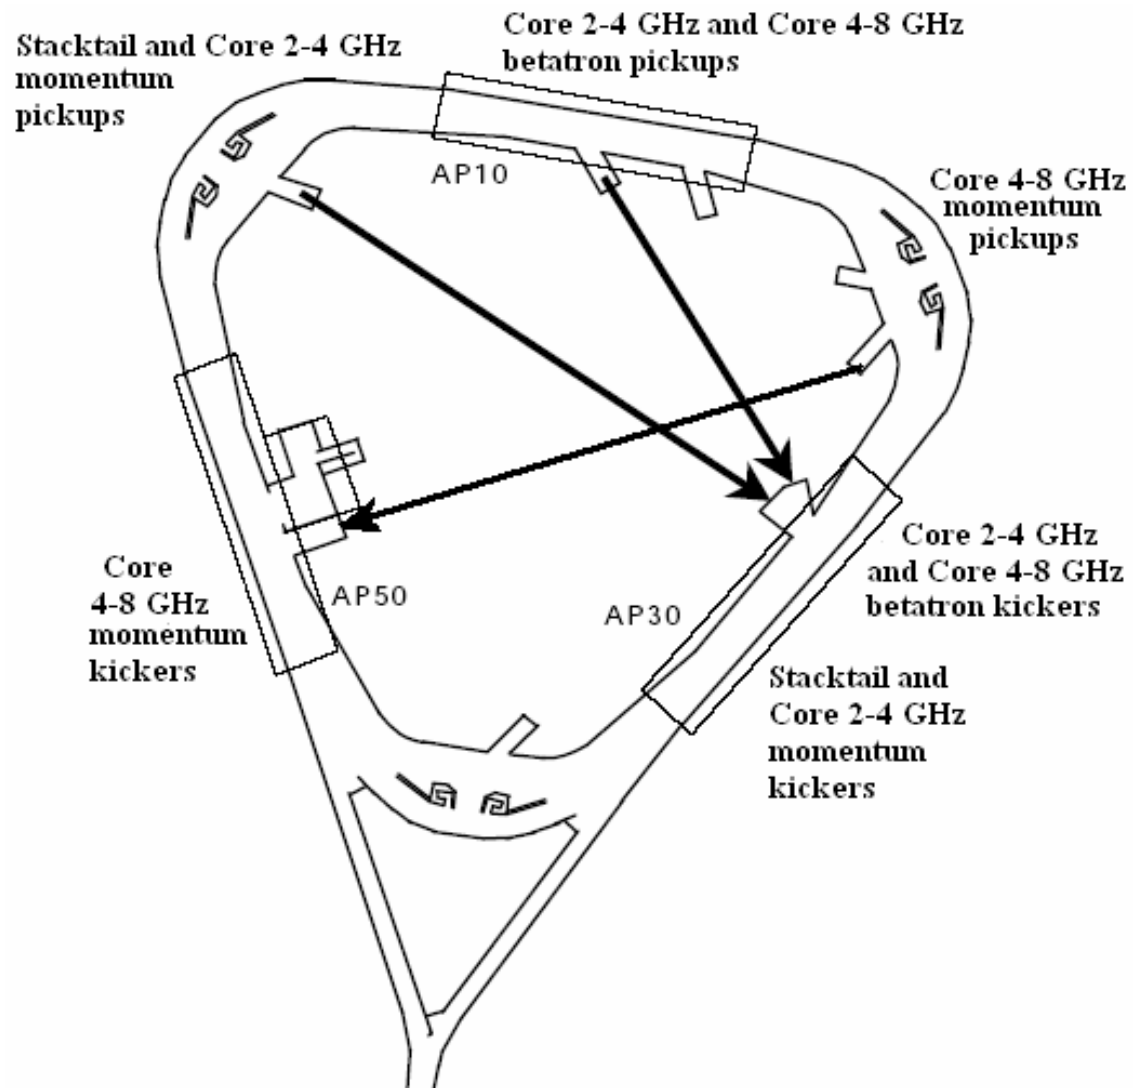 Stacktail and Core 2-4 GHz
momentum
pickups
Core 2-4 GHz and Core 4-8 GHz
betatron pickups
AP10
Core 4-8 GHz
momentum
pickups
Core
4-8 GHz
momentum
kickers
AP50
AP30
Core 2-4 GHz
and Core 4-8 GHz
betatron kickers
Stacktail and
Core 2-4 GHz
momentum
kickers